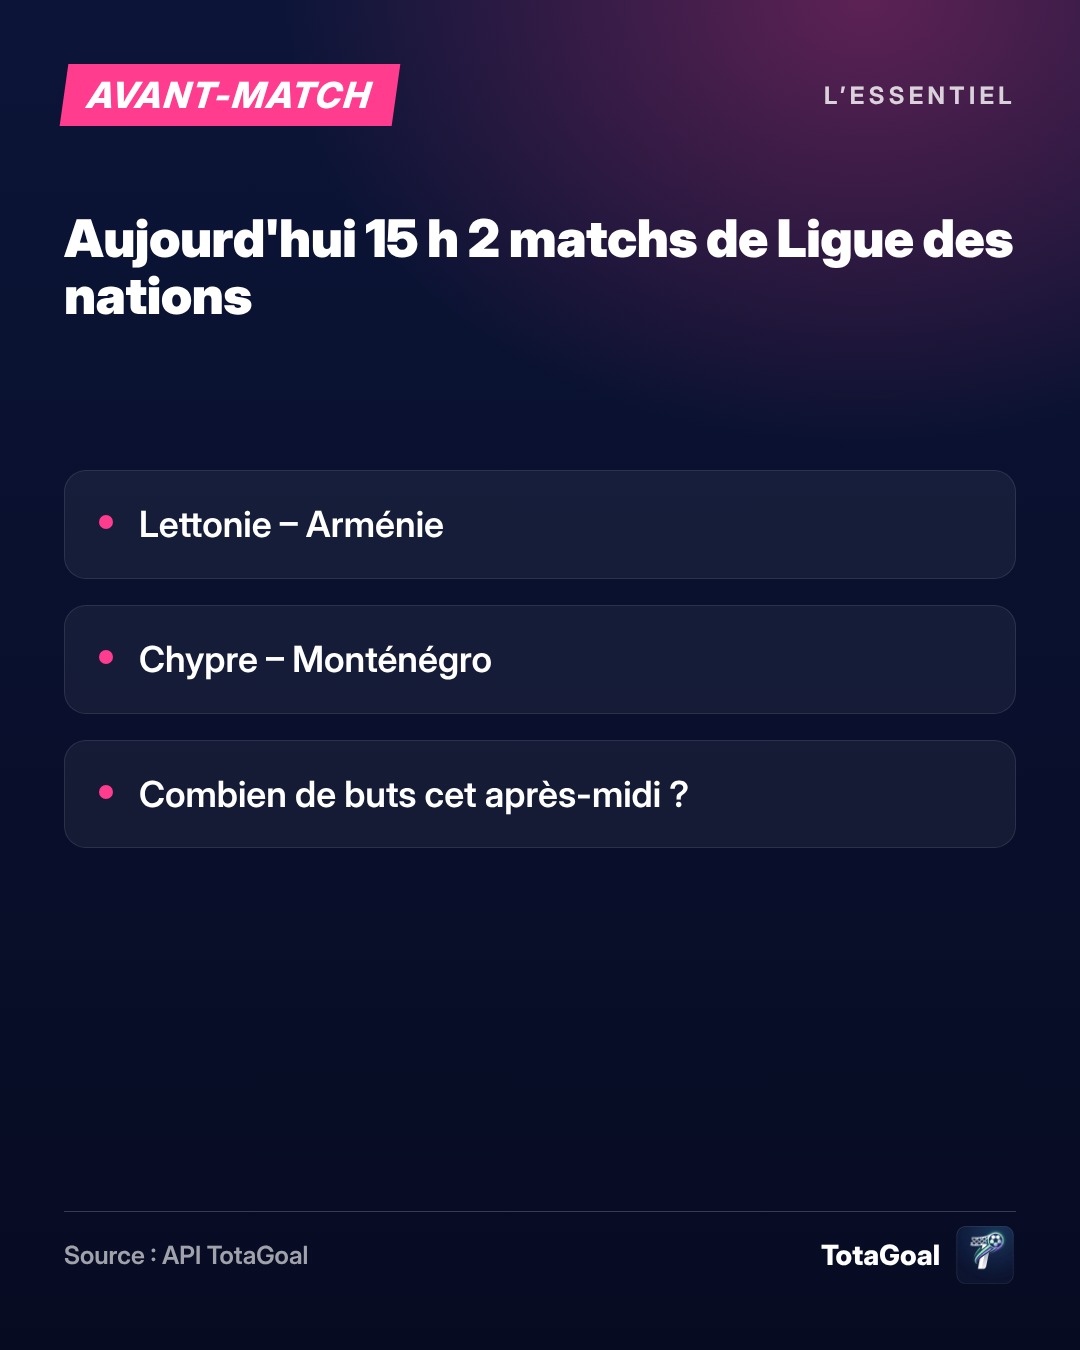 AVANT-MATCH
L’ESSENTIEL
Aujourd'hui 15 h 2 matchs de Ligue des
nations
Lettonie – Arménie
Chypre – Monténégro
Combien de buts cet après-midi ?
Source : API TotaGoal
TotaGoal